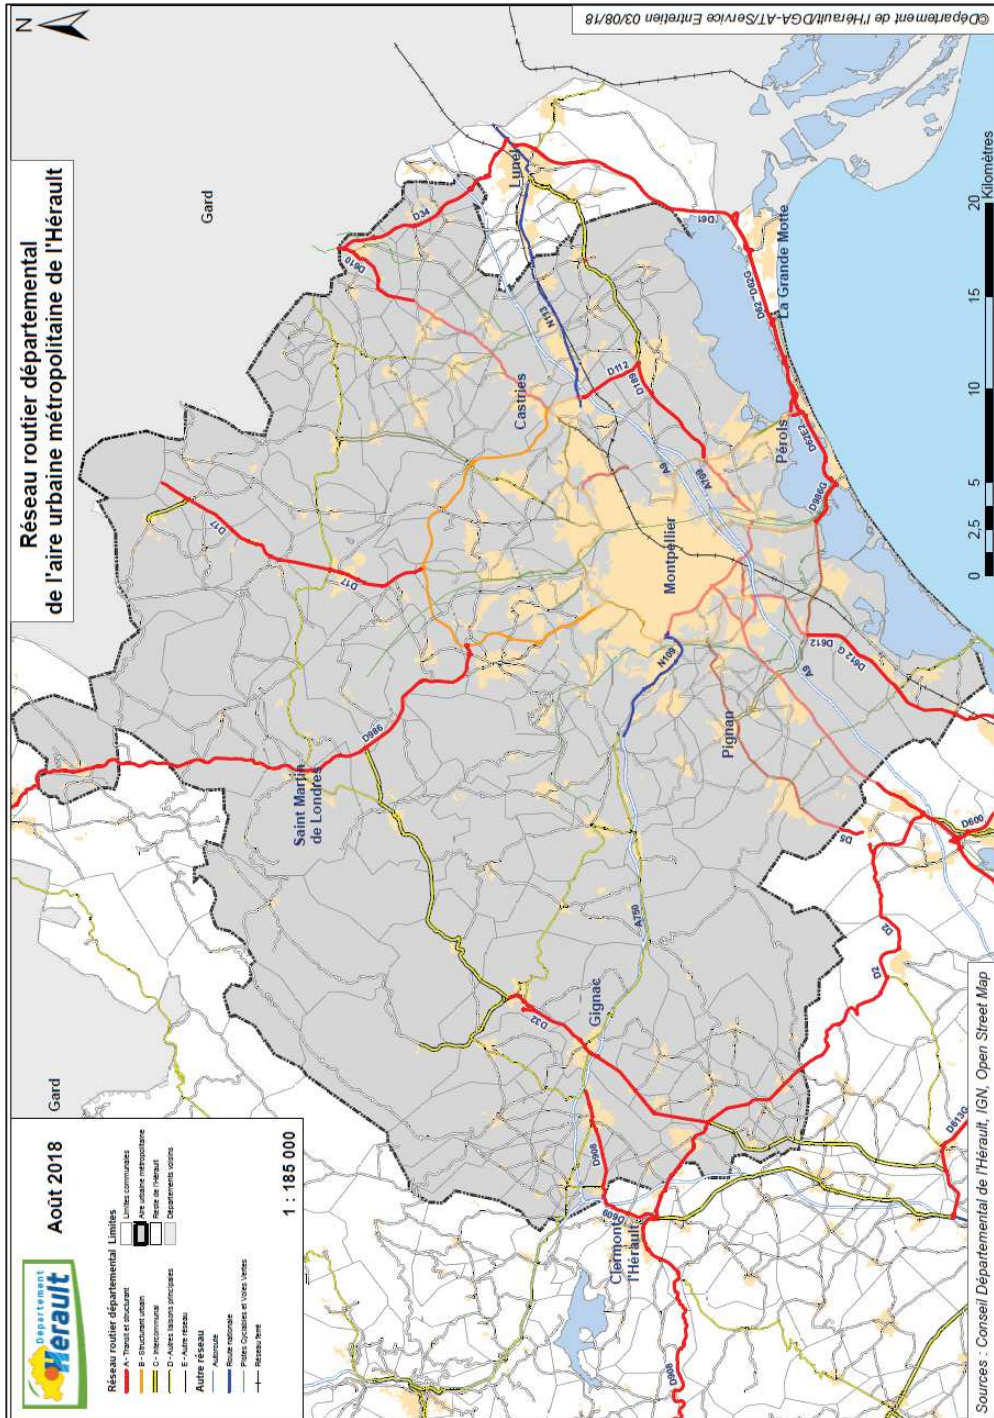 Réseau routier départemental
de l'aire urbaine métropolitaine de l'Hérault
N
Département
Hérault
Août 2018
Réseau routier départemental
A - Transit et structurant
B - Structurant urbain
C - Intercommunal
D - Autres liaisons principales
E - Autre réseau
Autre réseau
Autoroute
Route nationale
Pistes Cyclables et Voies Vertes
Réseau ferré
Limites
Limites communales
Aire urbaine métropolitaine
Reste de l'Hérault
Départements voisins
1 : 185 000
Gard
Gard
D17
D17
D610
D34
D986
Saint Martin
de Londres
Castries
Lunel
N113
D32
Gignac
A750
N109
Montpellier
A9
A709
D189
D112
D61
D908
D609
Clermont
l'Hérault
D908
Pignan
Pérols
La Grande Motte
D62-D62G
D62E2
D986G
D612
D612 G
A9
D5
D2
D2
D600
D613G
0
2,5
5
10
15
20
Kilomètres
Sources : Conseil Départemental de l'Hérault, IGN, Open Street Map
©Département de l'Hérault/DGA-AT/Service Entretien 03/08/18